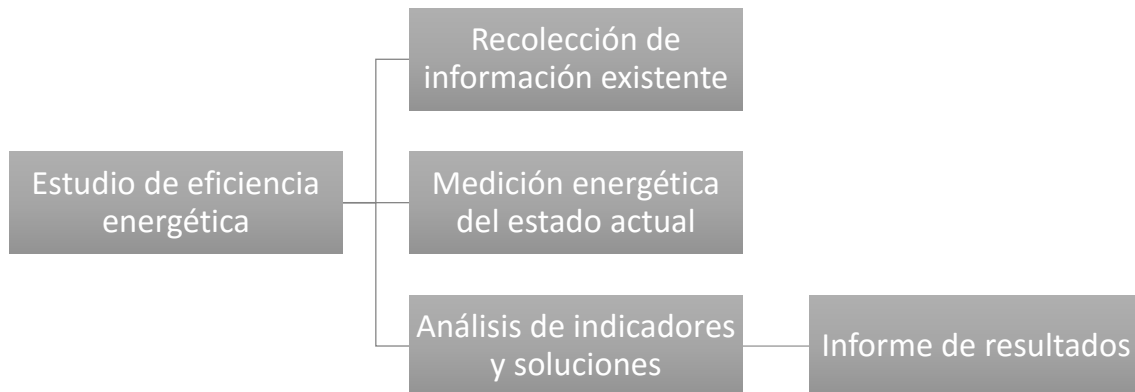 Recolección de
información existente
Estudio de eficiencia
energética
Medición energética
del estado actual
Análisis de indicadores
y soluciones
Informe de resultados